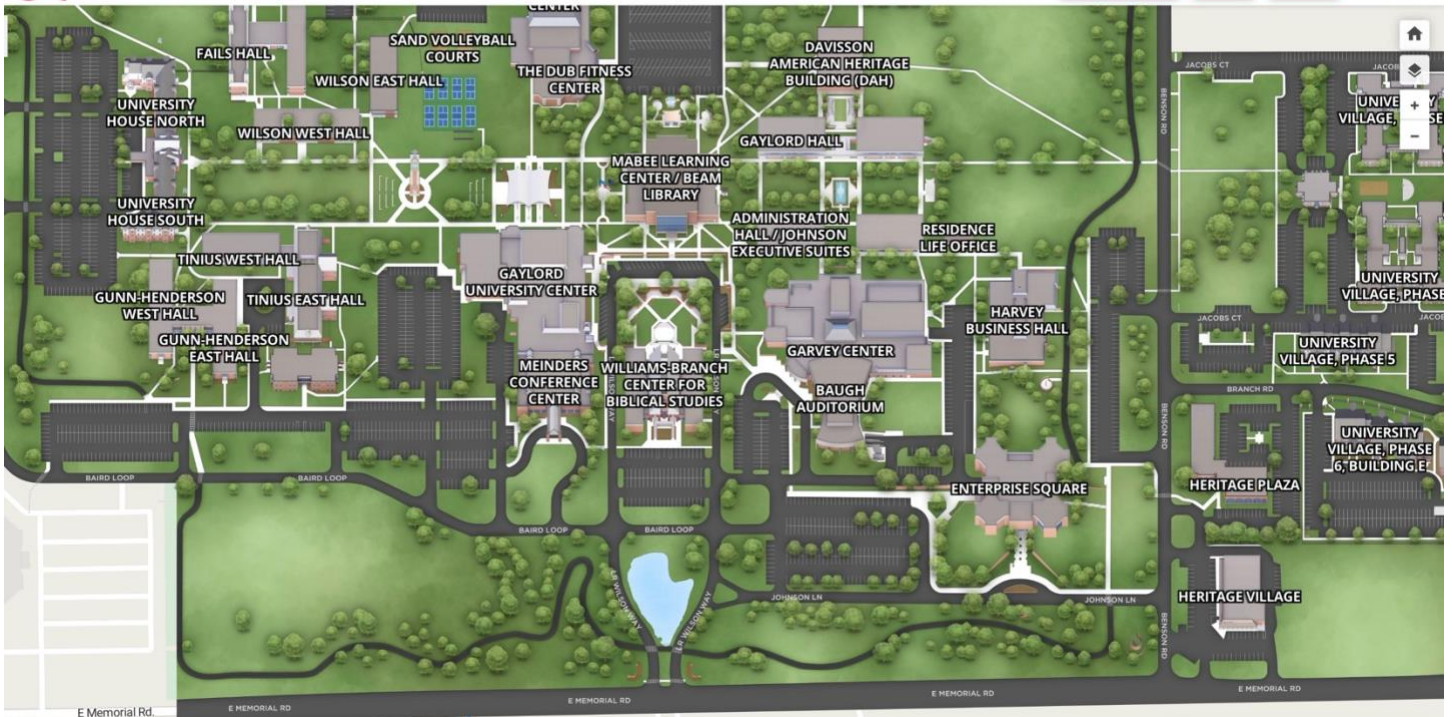 CENTER
FAILS HALL
SAND VOLLEYBALL
COURTS
WILSON EAST HALL
THE DUB FITNESS
CENTER
DAVISSON
AMERICAN HERITAGE
BUILDING (DAH)
JACOBS CT
UNIVERSITY
HOUSE NORTH
WILSON WEST HALL
GAYLORD HALL
BENSON RD
MABEE LEARNING
CENTER / BEAM
LIBRARY
UNIVERSITY
HOUSE SOUTH
ADMINISTRATION
HALL / JOHNSON
EXECUTIVE SUITES
RESIDENCE
LIFE OFFICE
TINIUS WEST HALL
GAYLORD
UNIVERSITY CENTER
UNIVERSITY
VILLAGE, PHASE
GUNN-HENDERSON
WEST HALL
TINIUS EAST HALL
HARVEY
BUSINESS HALL
JACOBS CT
GUNN-HENDERSON
EAST HALL
GARVEY CENTER
UNIVERSITY
VILLAGE, PHASE 5
MEINDERS
CONFERENCE
CENTER
WILLIAMS-BRANCH
CENTER FOR
BIBLICAL STUDIES
BAUGH
AUDITORIUM
BRANCH RD
BENSON RD
UNIVERSITY
VILLAGE, PHASE
6, BUILDING E
BAIRD LOOP
BAIRD LOOP
ENTERPRISE SQUARE
HERITAGE PLAZA
BAIRD LOOP
BAIRD LOOP
LR WILSON WAY
LR WILSON WAY
JOHNSON LN
JOHNSON LN
HERITAGE VILLAGE
BENSON RD
E MEMORIAL RD
E MEMORIAL RD
E MEMORIAL RD
E Memorial Rd.